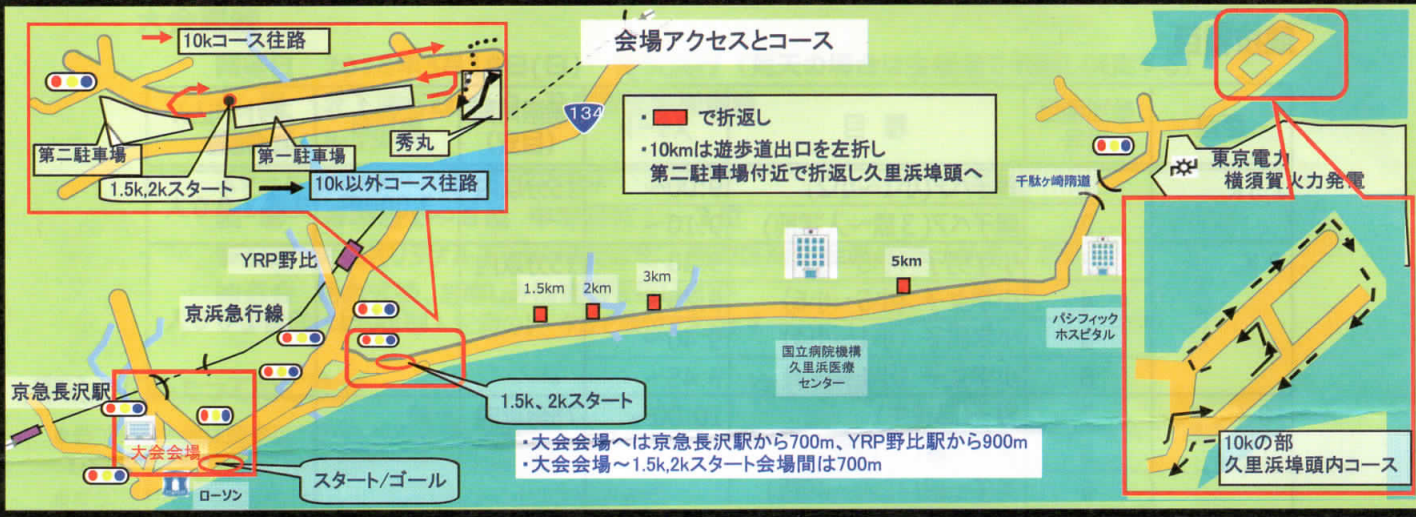 会場アクセスとコース
10kコース往路
第二駐車場
第一駐車場
秀丸
1.5k,2kスタート
10k以外コース往路
134
・ で折返し
・10kmは遊歩道出口を左折し
第二駐車場付近で折返し久里浜埠頭へ
千駄ヶ崎隋道
東京電力
横須賀火力発電
YRP野比
京浜急行線
京急長沢駅
大会会場
ローソン
スタート/ゴール
1.5k、2kスタート
1.5km
2km
3km
5km
国立病院機構
久里浜医療
センター
パシフィック
ホスピタル
・大会会場へは京急長沢駅から700m、YRP野比駅から900m
・大会会場～1.5k,2kスタート会場間は700m
10kの部
久里浜埠頭内コース